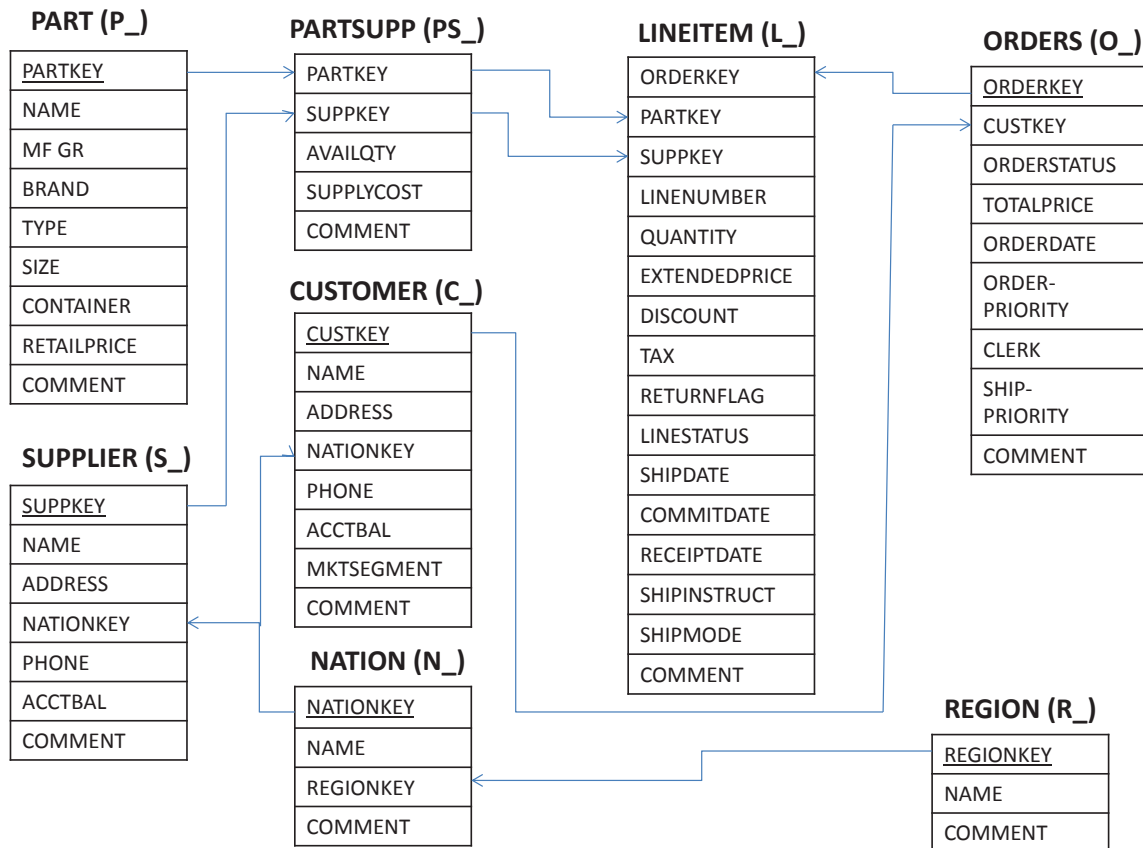 PART (P_)
PARTKEY
NAME
MF GR
BRAND
TYPE
SIZE
CONTAINER
RETAILPRICE
COMMENT
SUPPLIER (S_)
SUPPKEY
NAME
ADDRESS
NATIONKEY
PHONE
ACCTBAL
COMMENT
PARTSUPP (PS_)
PARTKEY
SUPPKEY
AVAILQTY
SUPPLYCOST
COMMENT
CUSTOMER (C_)
CUSTKEY
NAME
ADDRESS
NATIONKEY
PHONE
ACCTBAL
MKTSEGMENT
COMMENT
NATION (N_)
NATIONKEY
NAME
REGIONKEY
COMMENT
LINEITEM (L_)
ORDERKEY
PARTKEY
SUPPKEY
LINENUMBER
QUANTITY
EXTENDEDPRICE
DISCOUNT
TAX
RETURNFLAG
LINESTATUS
SHIPDATE
COMMITDATE
RECEIPTDATE
SHIPINSTRUCT
SHIPMODE
COMMENT
ORDERS (O_)
ORDERKEY
CUSTKEY
ORDERSTATUS
TOTALPRICE
ORDERDATE
ORDER-
PRIORITY
CLERK
SHIP-
PRIORITY
COMMENT
REGION (R_)
REGIONKEY
NAME
COMMENT